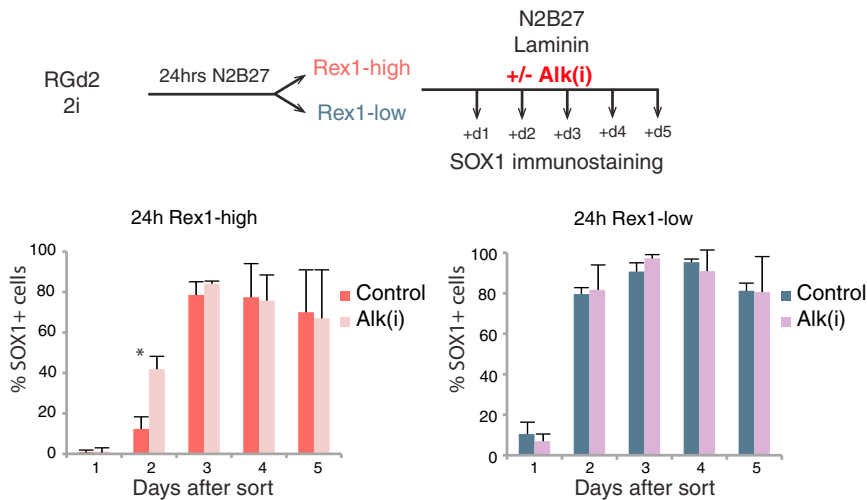 N2B27
Laminin
+/- Alk(i)
RGd2
2i
24hrs N2B27
Rex1-high
Rex1-low
+d1 +d2 +d3 +d4 +d5
SOX1 immunostaining
24h Rex1-high
% SOX1+ cells
100
80
60
40
20
0
*
Control
Alk(i)
1 2 3 4 5
Days after sort
24h Rex1-low
% SOX1+ cells
100
80
60
40
20
0
Control
Alk(i)
1 2 3 4 5
Days after sort